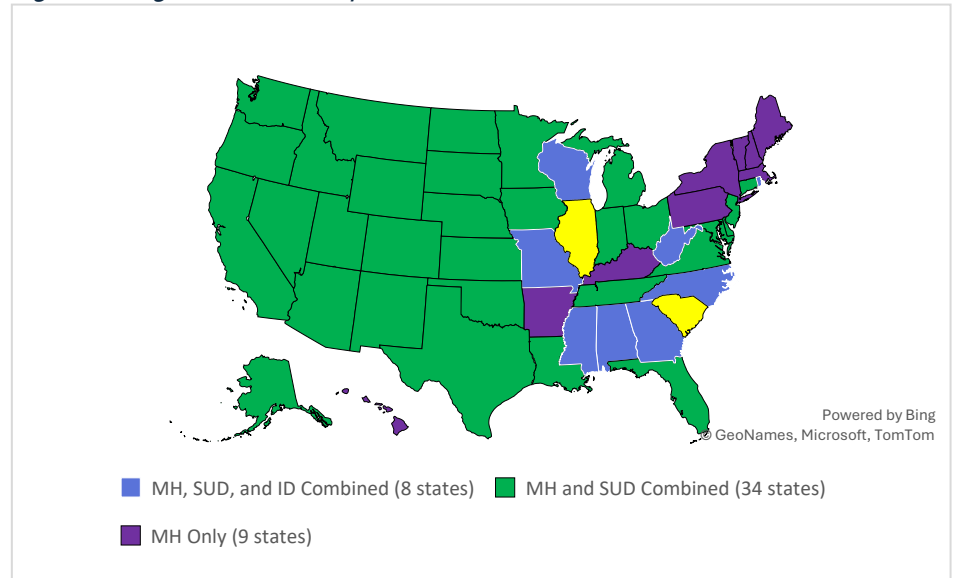 Powered by Bing
© GeoNames, Microsoft, TomTom
MH, SUD, and ID Combined (8 states) MH and SUD Combined (34 states)
MH Only (9 states)